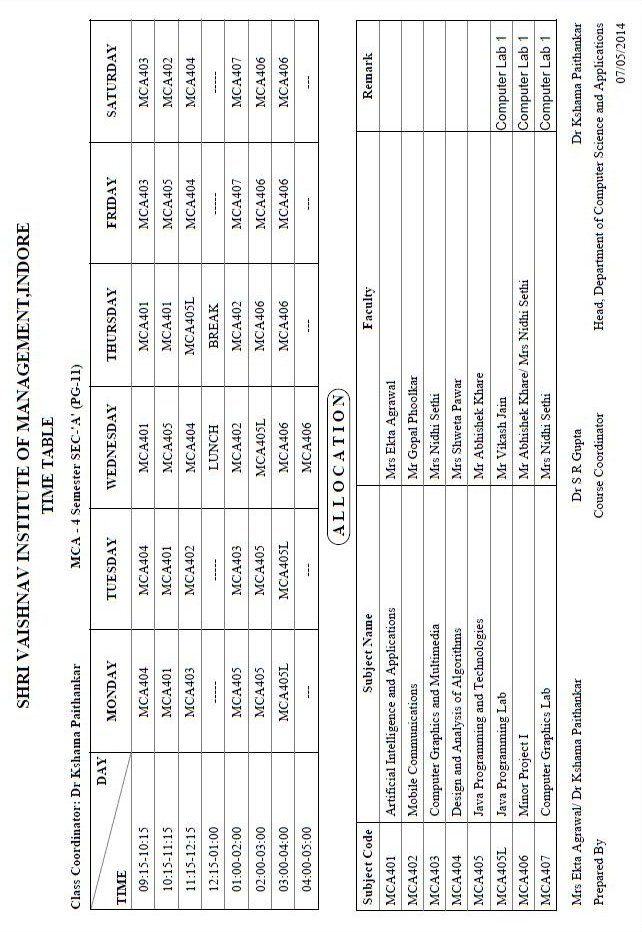 SHRI VAISHNAV INSTITUTE OF MANAGEMENT,INDORE
TIME TABLE
Class Coordinator: Dr Kshama Paithankar MCA - 4 Semester SEC-'A' (PG-11)
DAY
TIME MONDAY TUESDAY WEDNESDAY THURSDAY FRIDAY SATURDAY
09:15-10:15 MCA404 MCA404 MCA401 MCA401 MCA403 MCA403
10:15-11:15 MCA401 MCA401 MCA405 MCA401 MCA405 MCA402
11:15-12:15 MCA403 MCA402 MCA404 MCA405L MCA404 MCA404
12:15-01:00 ----- ----- LUNCH BREAK ----- -----
01:00-02:00 MCA405 MCA403 MCA402 MCA402 MCA407 MCA407
02:00-03:00 MCA405 MCA405 MCA405L MCA406 MCA406 MCA406
03:00-04:00 MCA405L MCA405L MCA406 MCA406 MCA406 MCA406
04:00-05:00 --- --- MCA406 --- --- ---
ALLOCATION
Subject Code Subject Name Faculty Remark
MCA401 Artificial Intelligence and Applications Mrs Ekta Agrawal
MCA402 Mobile Communications Mr Gopal Phoolkar
MCA403 Computer Graphics and Multimedia Mrs Nidhi Sethi
MCA404 Design and Analysis of Algorithms Mrs Shweta Pawar
MCA405 Java Programming and Technologies Mr Abhishek Khare
MCA405L Java Programming Lab Mr Vikash Jain Computer Lab 1
MCA406 Minor Project I Mr Abhishek Khare/ Mrs Nidhi Sethi Computer Lab 1
MCA407 Computer Graphics Lab Mrs Nidhi Sethi Computer Lab 1
Mrs Ekta Agrawal/ Dr Kshama Paithankar Dr S R Gupta Dr Kshama Paithankar
Prepared By Course Coordinator Head, Department of Computer Science and Applications
07/05/2014